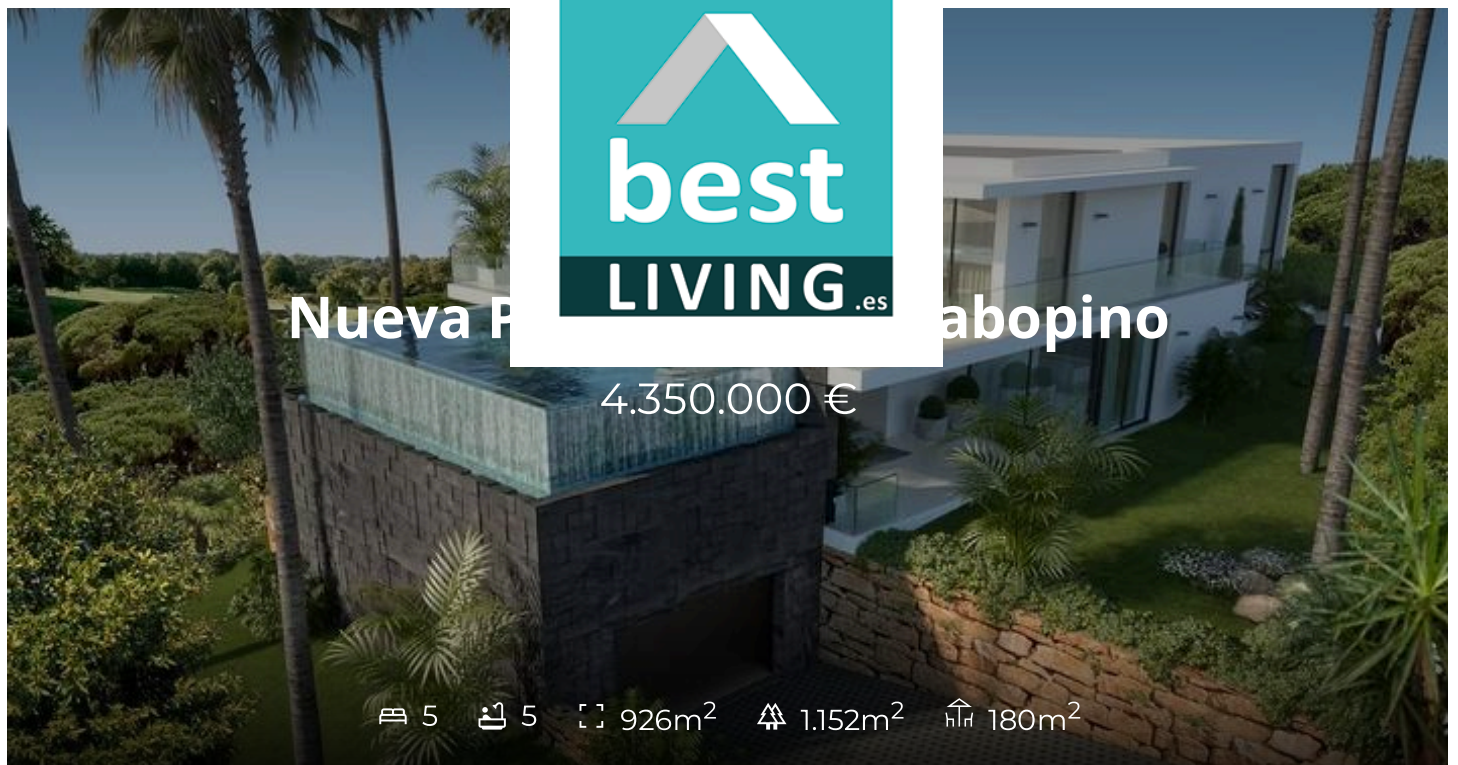 best
LIVING.es
Nueva P abopino
4.350.000 €
5 5 926m² 1.152m² 180m²